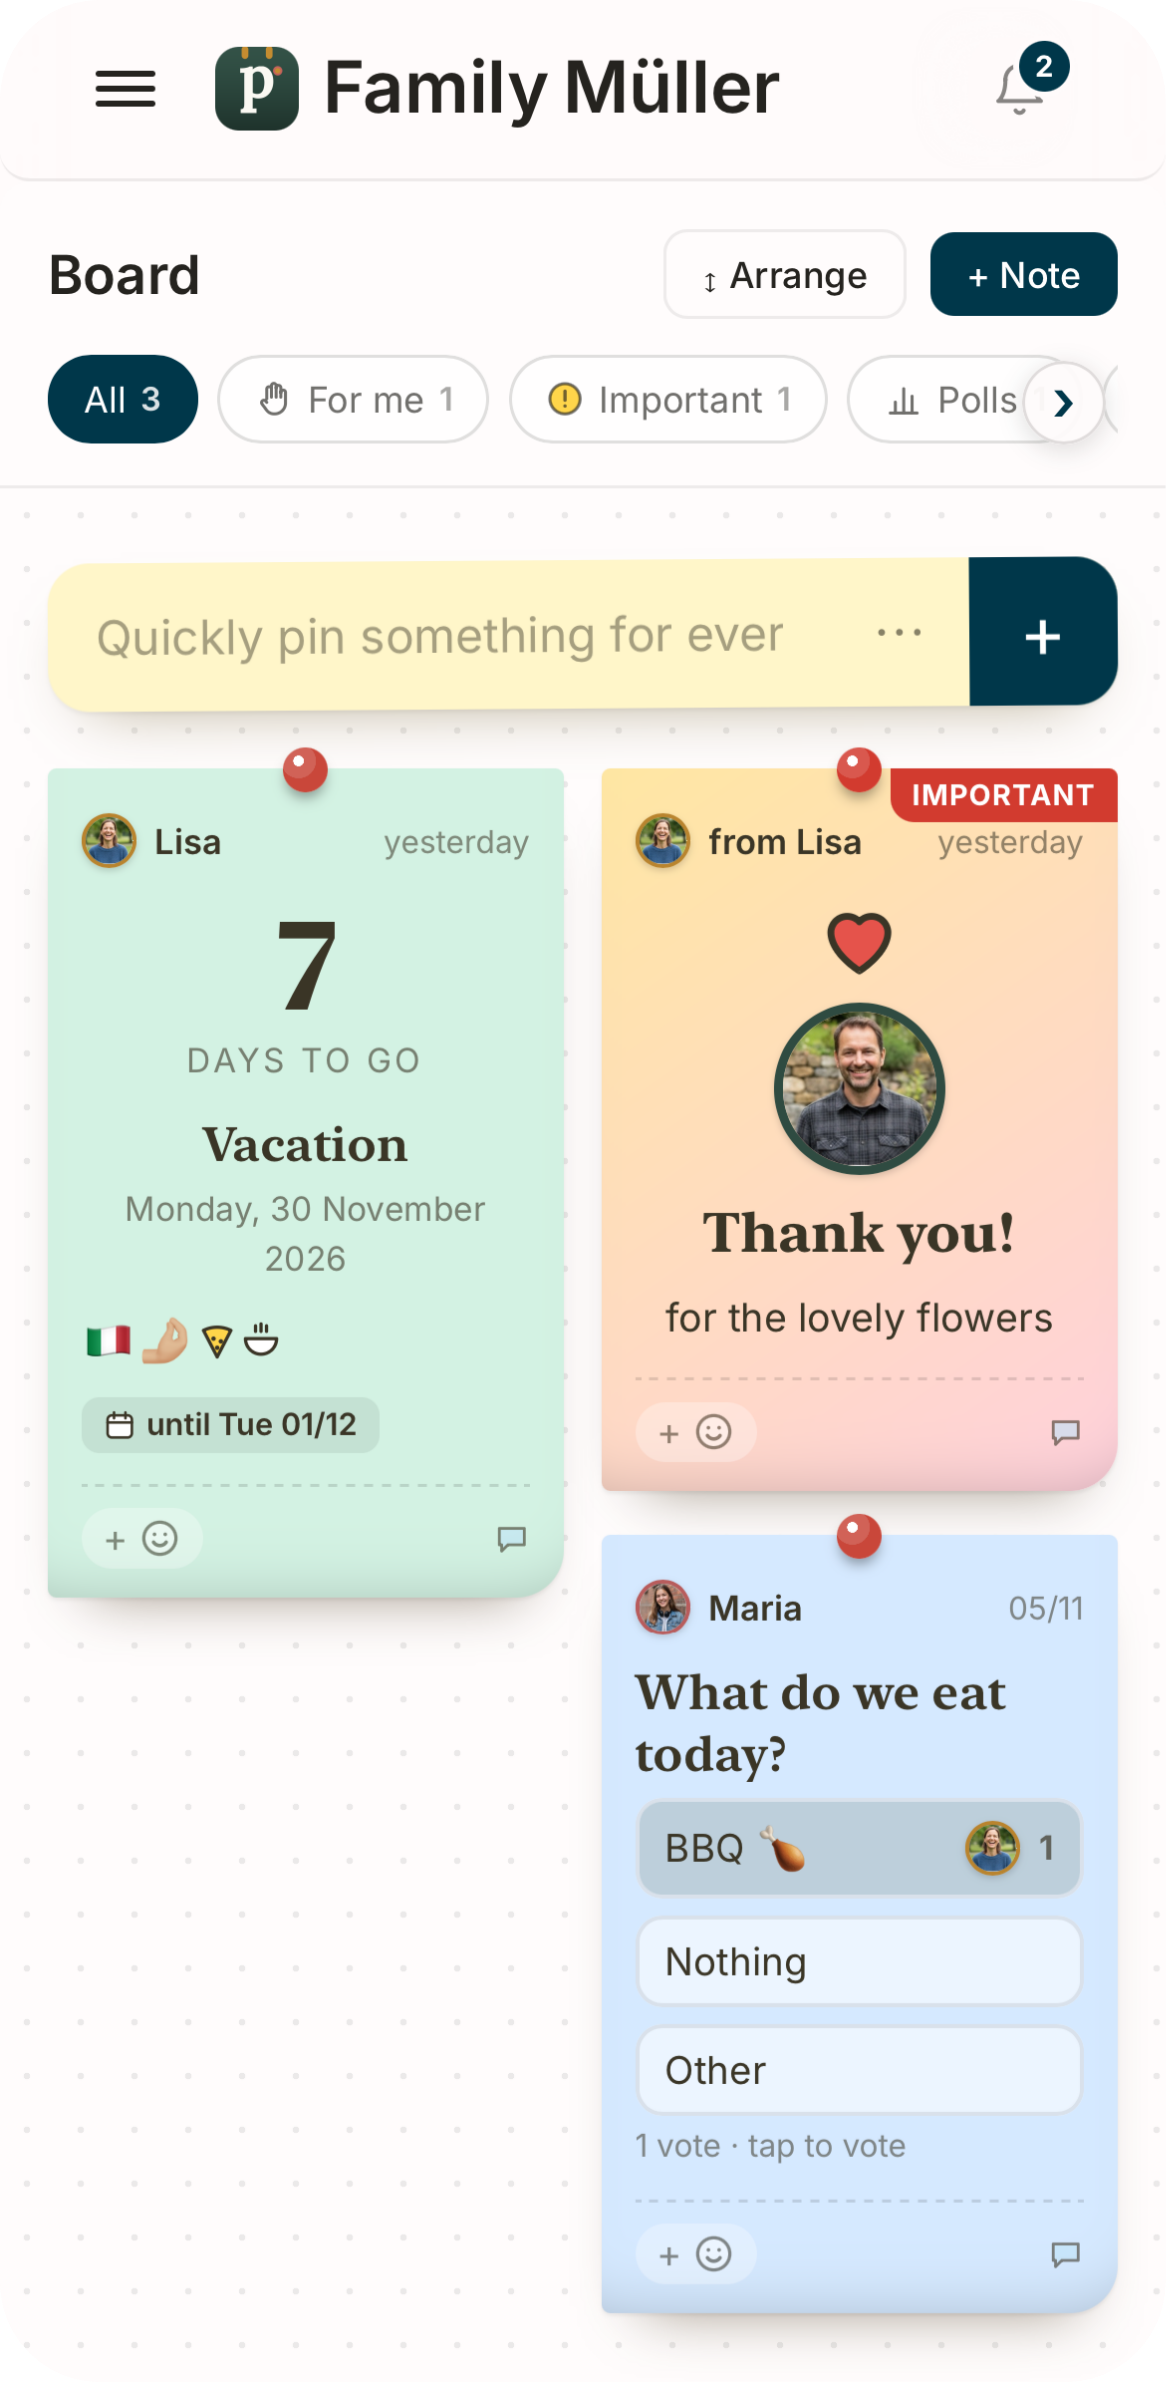 p
Family Müller
2
Board
↕ Arrange
+ Note
All 3
For me 1
Important 1
Polls
Quickly pin something for ever
...
+
Lisa
yesterday
7
DAYS TO GO
Vacation
Monday, 30 November
2026
until Tue 01/12
+
IMPORTANT
from Lisa
yesterday
Thank you!
for the lovely flowers
+
Maria
05/11
What do we eat
today?
BBQ 🍗 1
Nothing
Other
1 vote · tap to vote
+